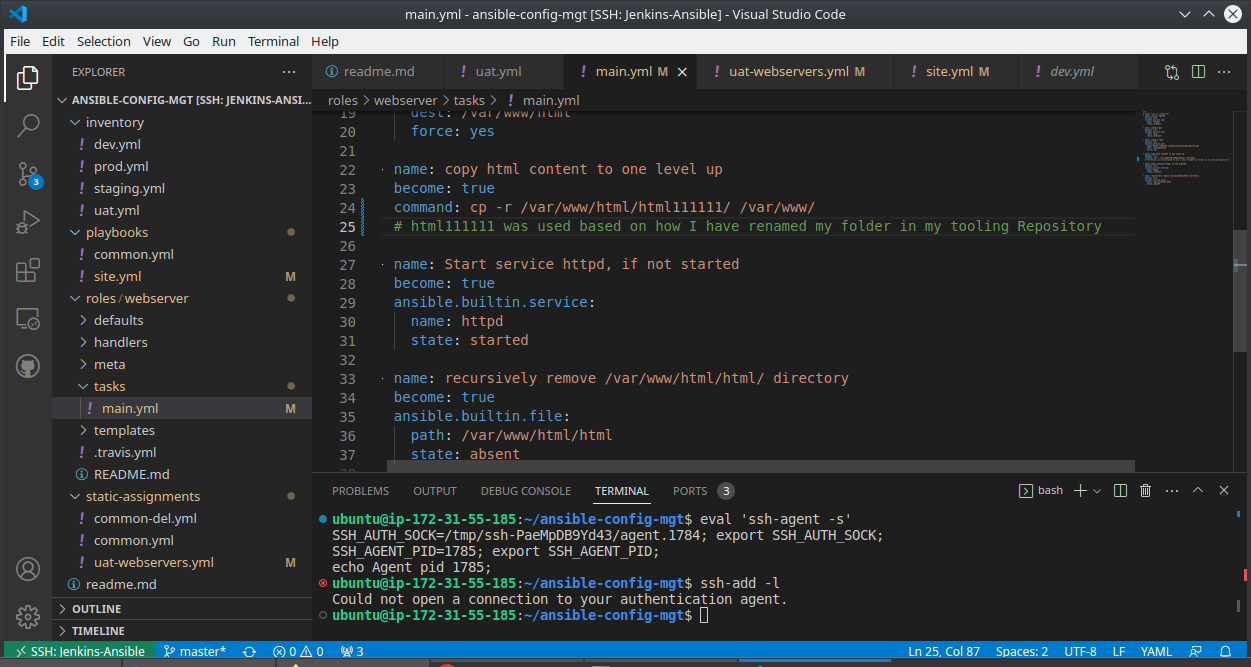 main.yml - ansible-config-mgt [SSH: Jenkins-Ansible] - Visual Studio Code
File Edit Selection View Go Run Terminal Help
EXPLORER
readme.md
uat.yml
main.yml M
uat-webservers.yml M
site.yml M
dev.yml
ANSIBLE-CONFIG-MGT [SSH: JENKINS-ANSI...
inventory
dev.yml
prod.yml
staging.yml
uat.yml
playbooks
common.yml
site.yml M
roles/webserver
defaults
handlers
meta
tasks
main.yml M
templates
.travis.yml
README.md
static-assignments
common-del.yml
common.yml
uat-webservers.yml M
readme.md
OUTLINE
TIMELINE
3
roles > webserver > tasks > ! main.yml
19 dest: /var/www/html
20 force: yes
21
22 - name: copy html content to one level up
23 become: true
24 command: cp -r /var/www/html/html111111/ /var/www/
25 # html111111 was used based on how I have renamed my folder in my tooling Repository
26
27 - name: Start service httpd, if not started
28 become: true
29 ansible.builtin.service:
30 name: httpd
31 state: started
32
33 - name: recursively remove /var/www/html/html/ directory
34 become: true
35 ansible.builtin.file:
36 path: /var/www/html/html
37 state: absent
38
PROBLEMS OUTPUT DEBUG CONSOLE TERMINAL PORTS 3
bash
ubuntu@ip-172-31-55-185:~/ansible-config-mgt$ eval 'ssh-agent -s'
SSH_AUTH_SOCK=/tmp/ssh-PaeMpDB9Yd43/agent.1784; export SSH_AUTH_SOCK;
SSH_AGENT_PID=1785; export SSH_AGENT_PID;
echo Agent pid 1785;
ubuntu@ip-172-31-55-185:~/ansible-config-mgt$ ssh-add -l
Could not open a connection to your authentication agent.
ubuntu@ip-172-31-55-185:~/ansible-config-mgt$
SSH: Jenkins-Ansible master* 0 0 3 Ln 25, Col 87 Spaces: 2 UTF-8 LF YAML